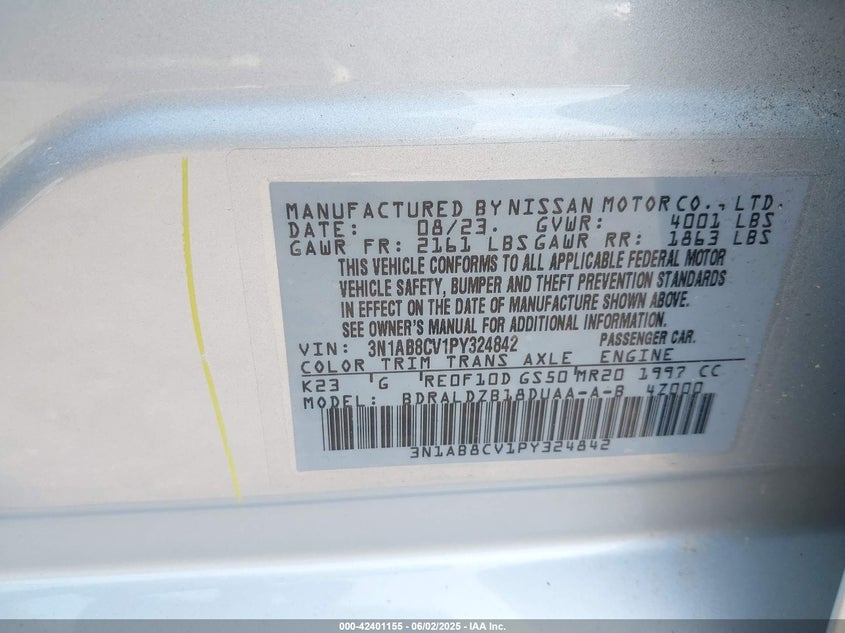 MANUFACTURED BY NISSAN MOTOR CO., LTD.
DATE: 08/23. GVWR: 4001 LBS
GAWR FR: 2161 LBS GAWR RR: 1863 LBS
THIS VEHICLE CONFORMS TO ALL APPLICABLE FEDERAL MOTOR
VEHICLE SAFETY, BUMPER AND THEFT PREVENTION STANDARDS
IN EFFECT ON THE DATE OF MANUFACTURE SHOWN ABOVE.
SEE OWNER'S MANUAL FOR ADDITIONAL INFORMATION.
VIN: 3N1AB8CV1PY324842 PASSENGER CAR.
COLOR TRIM TRANS AXLE ENGINE
K23 G RE0F10D GS50 MR20 1997 CC
MODEL: BDRALDZB18DUAA-A-B 4Z000
3N1AB8CV1PY324842
000-42401155 | 06/02/2025 - IAA Inc.